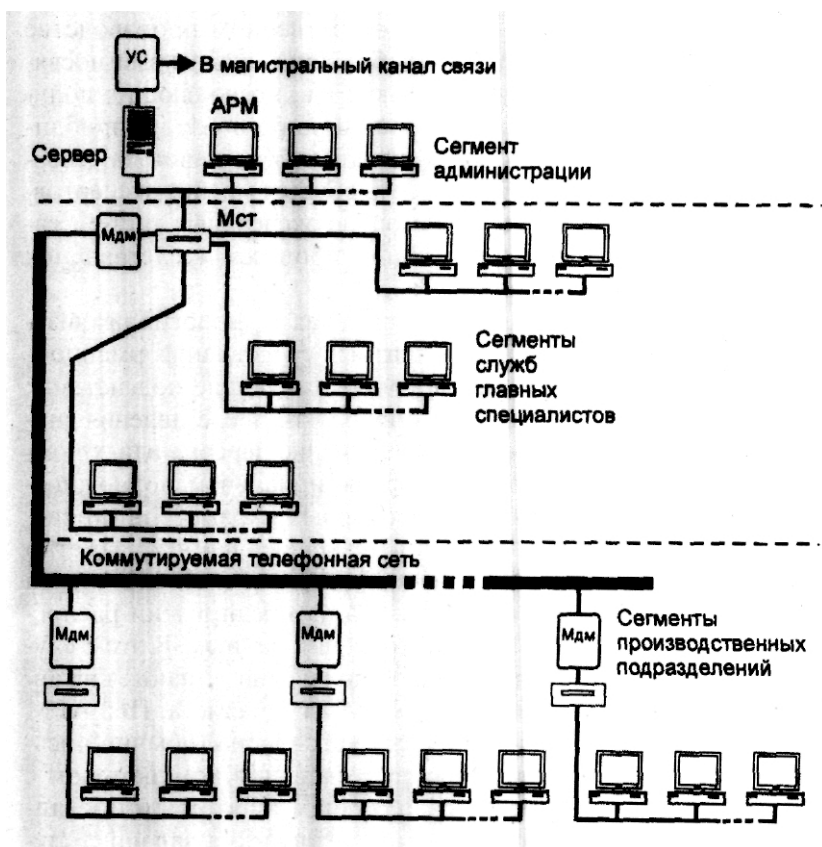 УС
В магистральный канал связи
АРМ
Сервер
Сегмент
администрации
Мст
Мдм
Сегменты
служб
главных
специалистов
Коммутируемая телефонная сеть
Мдм
Мдм
Мдм
Сегменты
производственных
подразделений